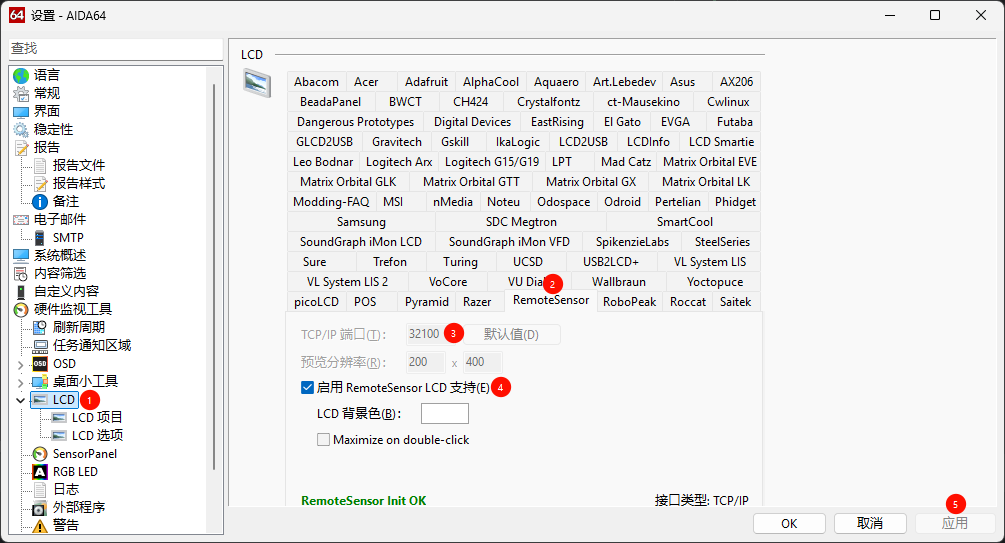 64 设置 - AIDA64
查找
语言
常规
界面
稳定性
报告
报告文件
报告样式
备注
电子邮件
SMTP
系统概述
内容筛选
自定义内容
硬件监视工具
刷新周期
任务通知区域
OSD OSD
桌面小工具
LCD 1
LCD 项目
LCD 选项
SensorPanel
RGB LED
日志
外部程序
警告
LCD
Abacom Acer Adafruit AlphaCool Aquaero Art.Lebedev Asus AX206
BeadaPanel BWCT CH424 Crystalfontz ct-Mausekino Cwlinux
Dangerous Prototypes Digital Devices EastRising El Gato EVGA Futaba
GLCD2USB Gravitech Gskill IkaLogic LCD2USB LCDInfo LCD Smartie
Leo Bodnar Logitech Arx Logitech G15/G19 LPT Mad Catz Matrix Orbital EVE
Matrix Orbital GLK Matrix Orbital GTT Matrix Orbital GX Matrix Orbital LK
Modding-FAQ MSI nMedia Noteu Odospace Odroid Pertelian Phidget
Samsung SDC Megtron SmartCool
SoundGraph iMon LCD SoundGraph iMon VFD SpikenzieLabs SteelSeries
Sure Trefon Turing UCSD USB2LCD+ VL System LIS
VL System LIS 2 VoCore VU Dia 2 Wallbraun Yoctopuce
picoLCD POS Pyramid Razer RemoteSensor RoboPeak Roccat Saitek
TCP/IP 端口(T): 32100 3 默认值(D)
预览分辨率(R): 200 x 400
启用 RemoteSensor LCD 支持(E) 4
LCD 背景色(B):
Maximize on double-click
RemoteSensor Init OK 接口类型: TCP/IP
5
OK 取消 应用